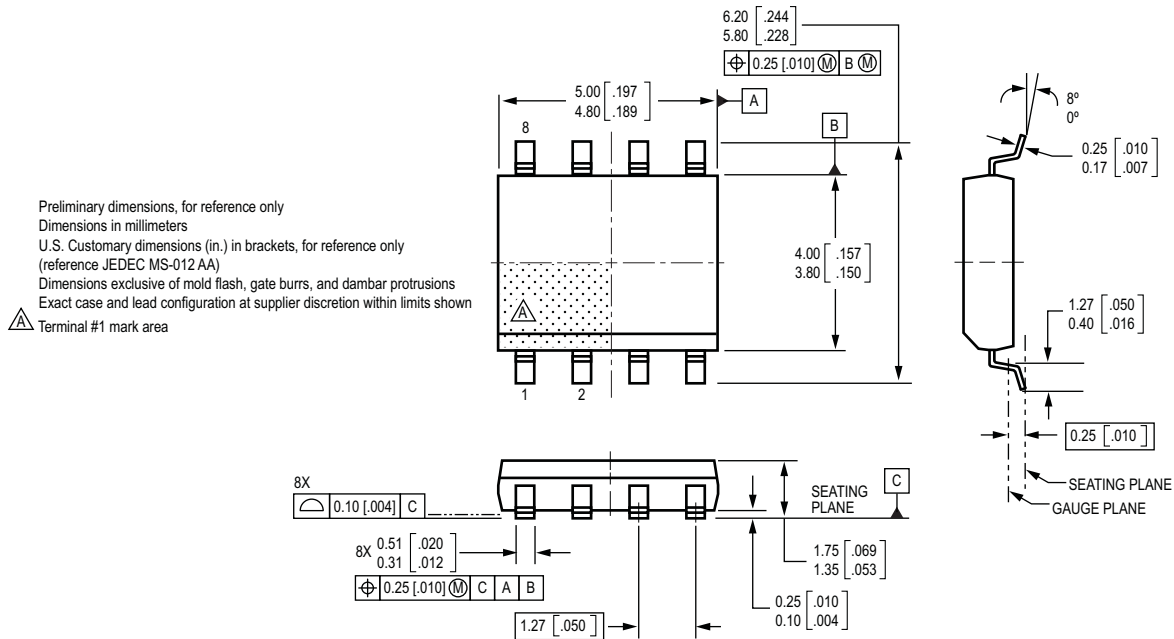 6.20 [ .244 ]
5.80 [ .228 ]
⌖ 0.25 [.010] Ⓜ B Ⓜ
5.00 [ .197 ]
4.80 [ .189 ]
A
8
B
8º
0º
0.25 [ .010 ]
0.17 [ .007 ]
Preliminary dimensions, for reference only
Dimensions in millimeters
U.S. Customary dimensions (in.) in brackets, for reference only
(reference JEDEC MS-012 AA)
Dimensions exclusive of mold flash, gate burrs, and dambar protrusions
Exact case and lead configuration at supplier discretion within limits shown
A Terminal #1 mark area
A
4.00 [ .157 ]
3.80 [ .150 ]
1.27 [ .050 ]
0.40 [ .016 ]
1 2
0.25 [ .010 ]
SEATING PLANE
GAUGE PLANE
8X
⌓ 0.10 [.004] C
SEATING
PLANE
C
8X 0.51 [ .020 ]
0.31 [ .012 ]
⌖ 0.25 [.010] Ⓜ C A B
1.75 [ .069 ]
1.35 [ .053 ]
0.25 [ .010 ]
0.10 [ .004 ]
1.27 [ .050 ]